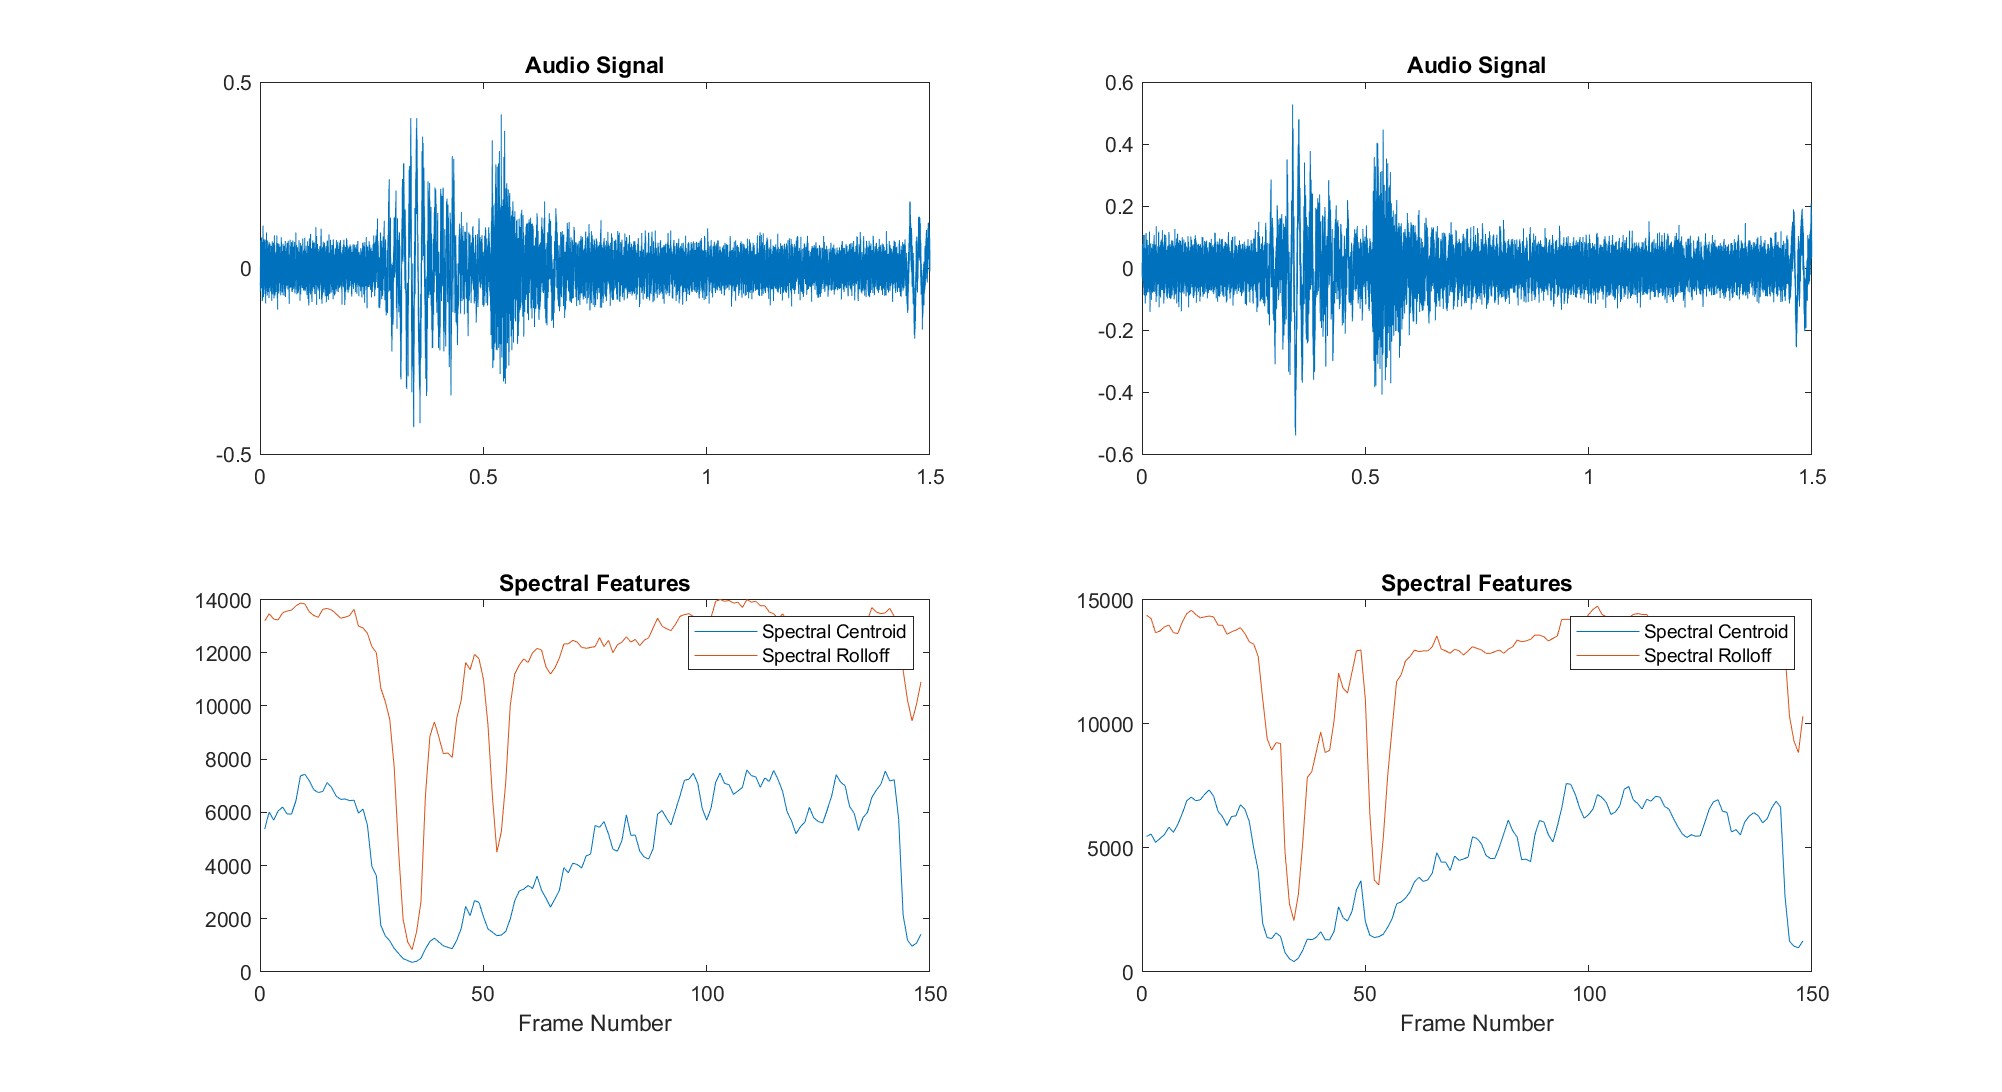 Audio Signal
0.5
0
-0.5
0 0.5 1 1.5
Audio Signal
0.6
0.4
0.2
0
-0.2
-0.4
-0.6
0 0.5 1 1.5
Spectral Features
14000
12000
10000
8000
6000
4000
2000
0
Spectral Centroid
Spectral Rolloff
0 50 100 150
Frame Number
Spectral Features
15000
10000
5000
0
Spectral Centroid
Spectral Rolloff
0 50 100 150
Frame Number